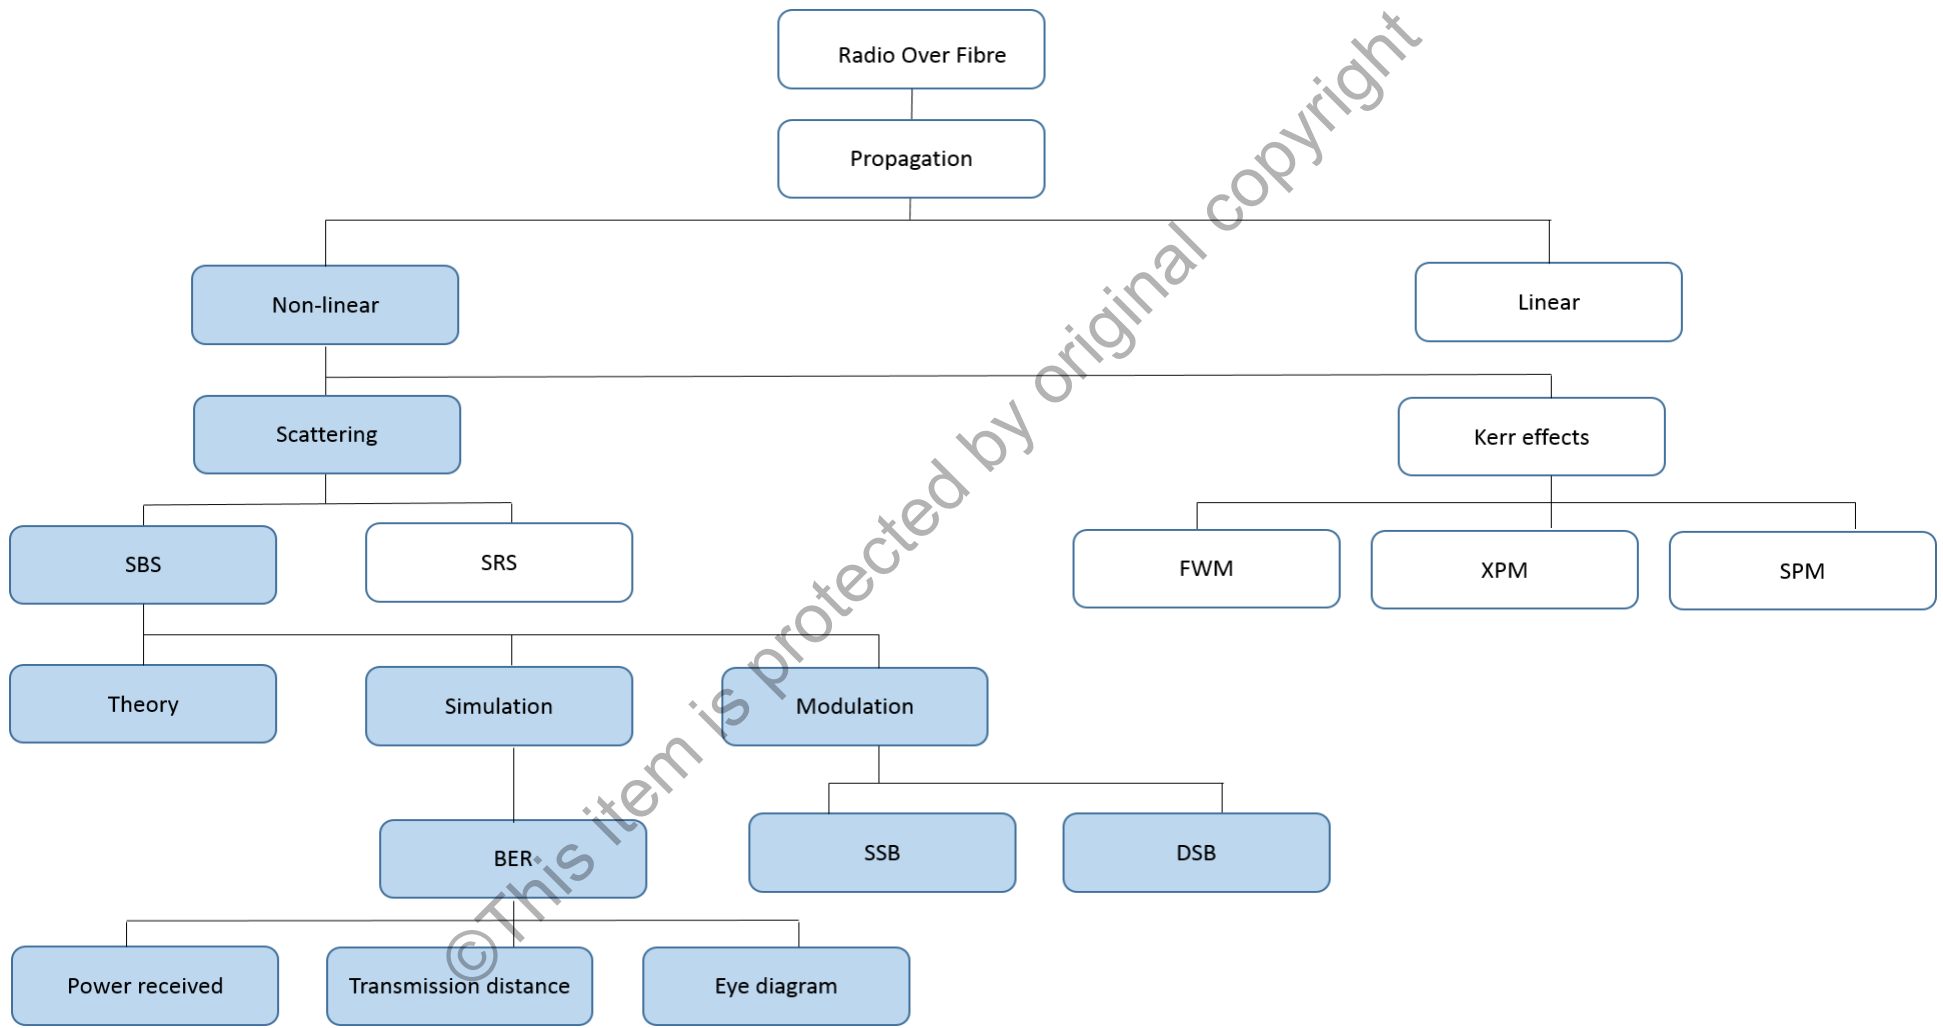 Radio Over Fibre
Propagation
Non-linear
Linear
Scattering
Kerr effects
SBS
SRS
FWM
XPM
SPM
Theory
Simulation
Modulation
BER
SSB
DSB
Power received
Transmission distance
Eye diagram
©This item is protected by original copyright